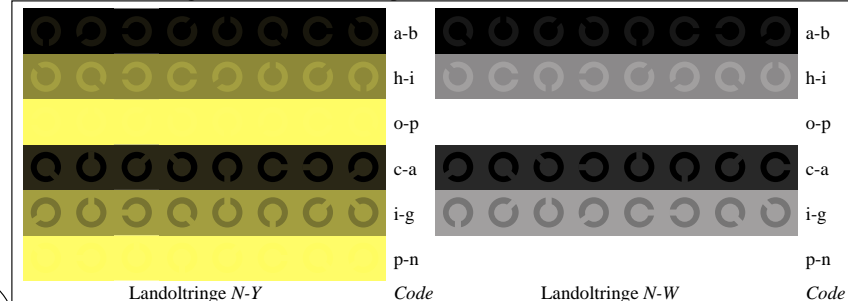 a-b a-b
h-i h-i
o-p o-p
c-a c-a
i-g i-g
p-n p-n
Landoltringe N-Y Code Landoltringe N-W Code